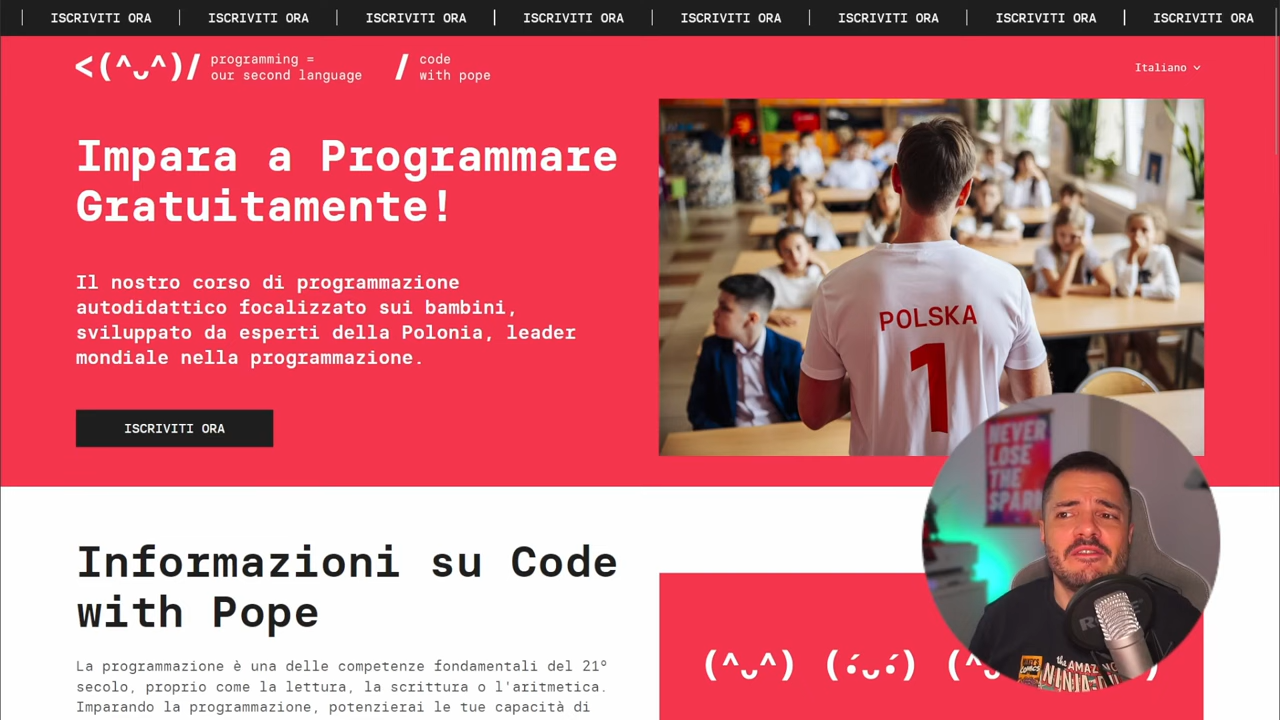 ISCRIVITI ORA ISCRIVITI ORA ISCRIVITI ORA ISCRIVITI ORA ISCRIVITI ORA ISCRIVITI ORA ISCRIVITI ORA ISCRIVITI ORA
<(^ᴗ^)/ programming =
our second language
/ code
with pope
Italiano
Impara a Programmare
Gratuitamente!
Il nostro corso di programmazione
autodidattico focalizzato sui bambini,
sviluppato da esperti della Polonia, leader
mondiale nella programmazione.
ISCRIVITI ORA
POLSKA
1
NEVER
LOSE
THE
SPARK
Informazioni su Code
with Pope
La programmazione è una delle competenze fondamentali del 21°
secolo, proprio come la lettura, la scrittura o l'aritmetica.
Imparando la programmazione, potenzierai le tue capacità di
(^ᴗ^)
the AMAZING
NINJA